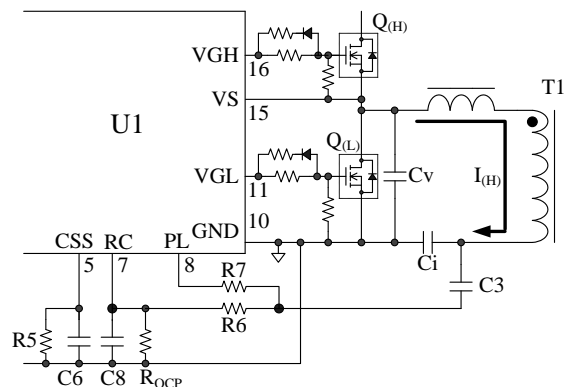 Q(H)
VGH
16
T1
VS
15
U1
Q(L)
Cv
I(H)
VGL
11
10
GND
CSS
RC
PL
5
7
8
Ci
C3
R7
R6
R5
C6
C8
ROCP